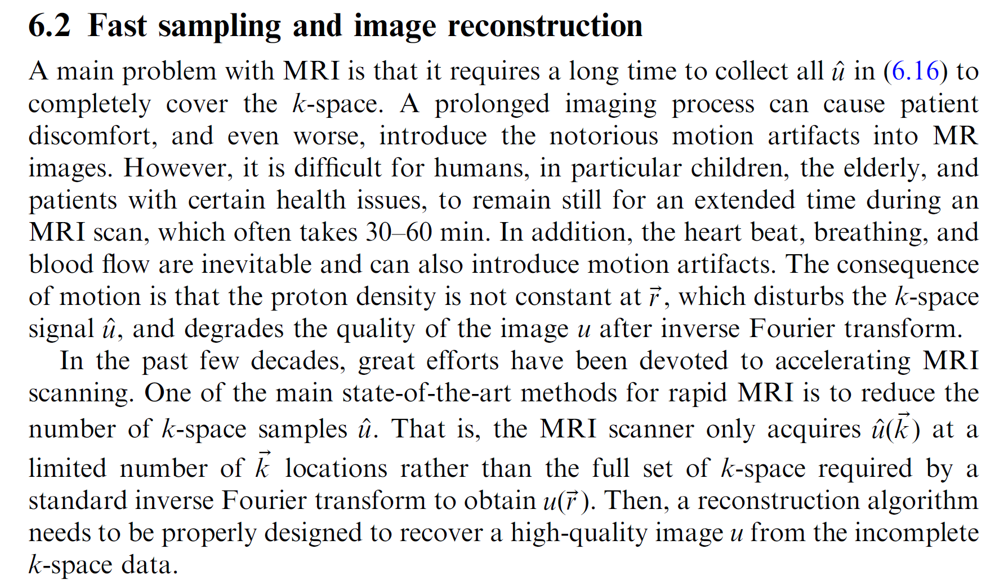 6.2 Fast sampling and image reconstruction
A main problem with MRI is that it requires a long time to collect all û in (6.16) to
completely cover the k-space. A prolonged imaging process can cause patient
discomfort, and even worse, introduce the notorious motion artifacts into MR
images. However, it is difficult for humans, in particular children, the elderly, and
patients with certain health issues, to remain still for an extended time during an
MRI scan, which often takes 30–60 min. In addition, the heart beat, breathing, and
blood flow are inevitable and can also introduce motion artifacts. The consequence
of motion is that the proton density is not constant at r⃗, which disturbs the k-space
signal û, and degrades the quality of the image u after inverse Fourier transform.
In the past few decades, great efforts have been devoted to accelerating MRI
scanning. One of the main state-of-the-art methods for rapid MRI is to reduce the
number of k-space samples û. That is, the MRI scanner only acquires û(k⃗) at a
limited number of k⃗ locations rather than the full set of k-space required by a
standard inverse Fourier transform to obtain u(r⃗). Then, a reconstruction algorithm
needs to be properly designed to recover a high-quality image u from the incomplete
k-space data.